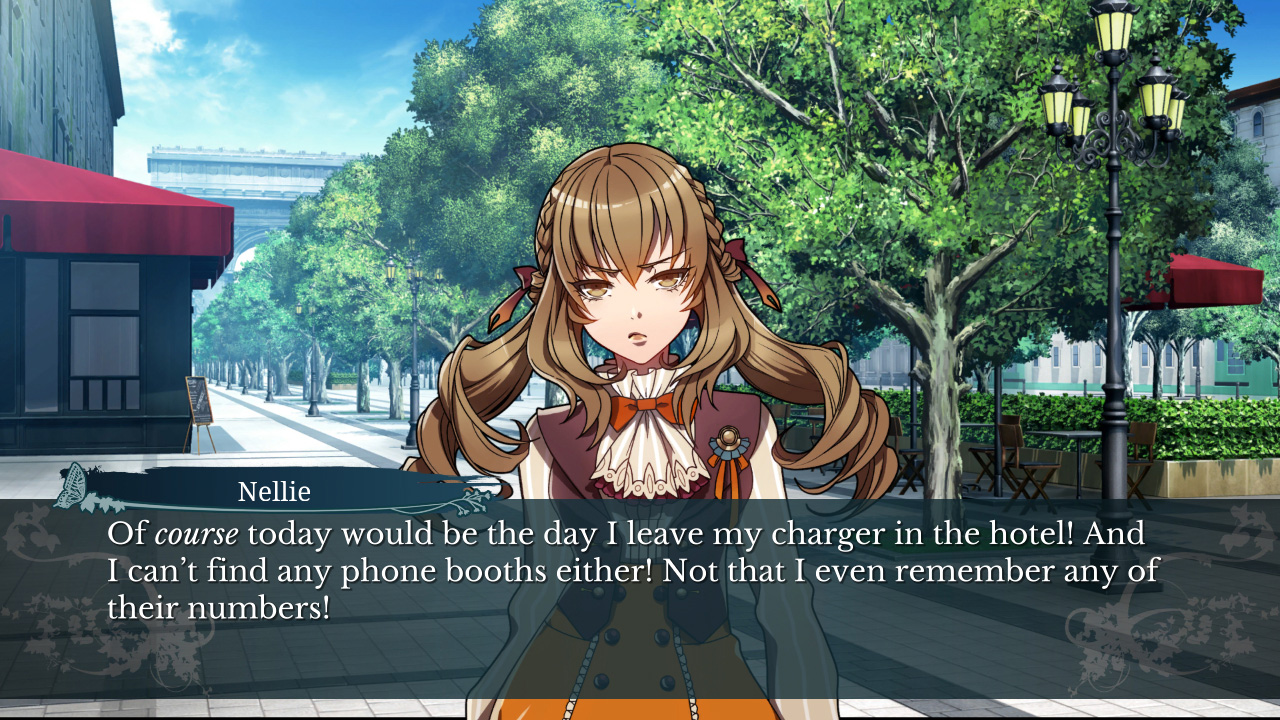 Nellie
Of course today would be the day I leave my charger in the hotel! And
I can’t find any phone booths either! Not that I even remember any of
their numbers!